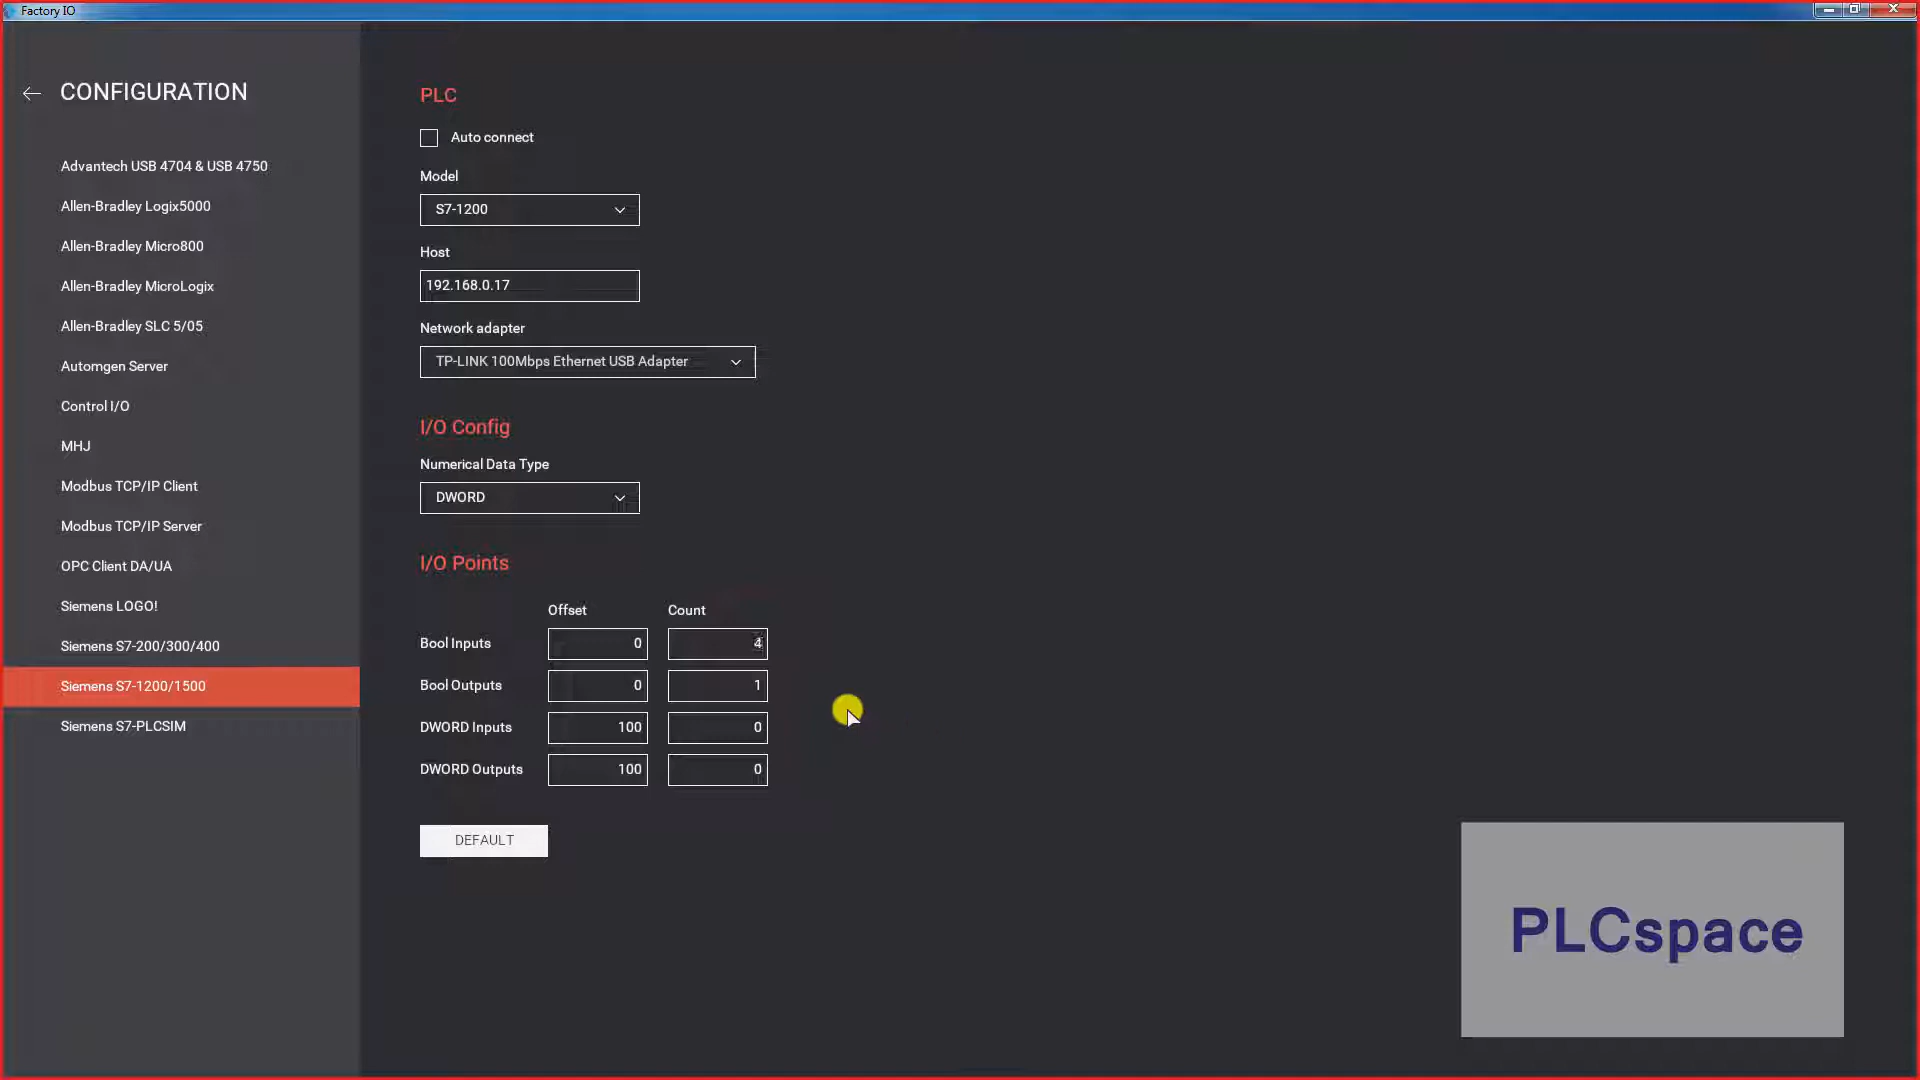 Factory IO
CONFIGURATION
Advantech USB 4704 & USB 4750
Allen-Bradley Logix5000
Allen-Bradley Micro800
Allen-Bradley MicroLogix
Allen-Bradley SLC 5/05
Automgen Server
Control I/O
MHJ
Modbus TCP/IP Client
Modbus TCP/IP Server
OPC Client DA/UA
Siemens LOGO!
Siemens S7-200/300/400
Siemens S7-1200/1500
Siemens S7-PLCSIM
PLC
Auto connect
Model
S7-1200
Host
192.168.0.17
Network adapter
TP-LINK 100Mbps Ethernet USB Adapter
I/O Config
Numerical Data Type
DWORD
I/O Points
Offset Count
Bool Inputs 0 4
Bool Outputs 0 1
DWORD Inputs 100 0
DWORD Outputs 100 0
DEFAULT
PLCspace